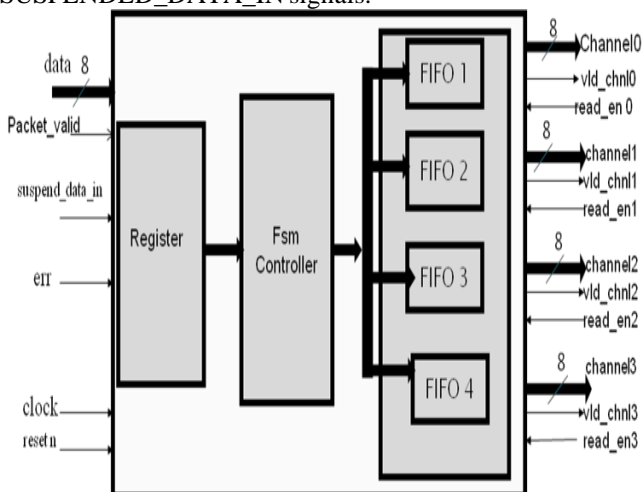 SUSPENDED_DATA_IN signals.
data 8
Packet_valid
suspend_data_in
err
clock
resetn
Register
Fsm
Controller
FIFO 1
FIFO 2
FIFO 3
FIFO 4
8
Channel0
vld_chnl0
read_en 0
8
channel1
vld_chnl1
read_en1
8
channel2
vld_chnl2
read_en2
8
channel3
vld_chnl3
read_en3